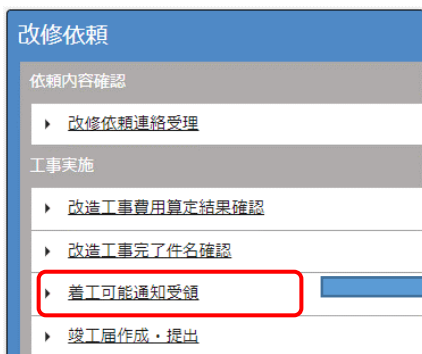 改修依頼
依頼内容確認
改修依頼連絡受理
工事実施
改造工事費用算定結果確認
改造工事完了件名確認
着工可能通知受領
竣工届作成・提出